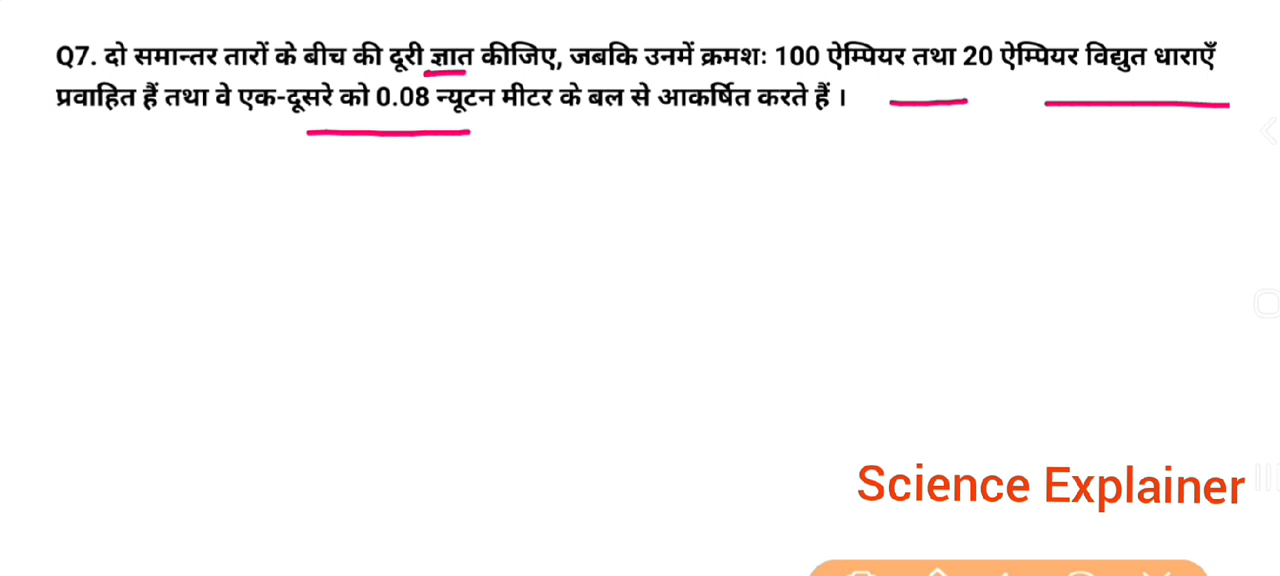 Q7. दो समान्तर तारों के बीच की दूरी ज्ञात कीजिए, जबकि उनमें क्रमशः 100 ऐम्पियर तथा 20 ऐम्पियर विद्युत धाराएँ
प्रवाहित हैं तथा वे एक-दूसरे को 0.08 न्यूटन मीटर के बल से आकर्षित करते हैं ।
Science Explainer